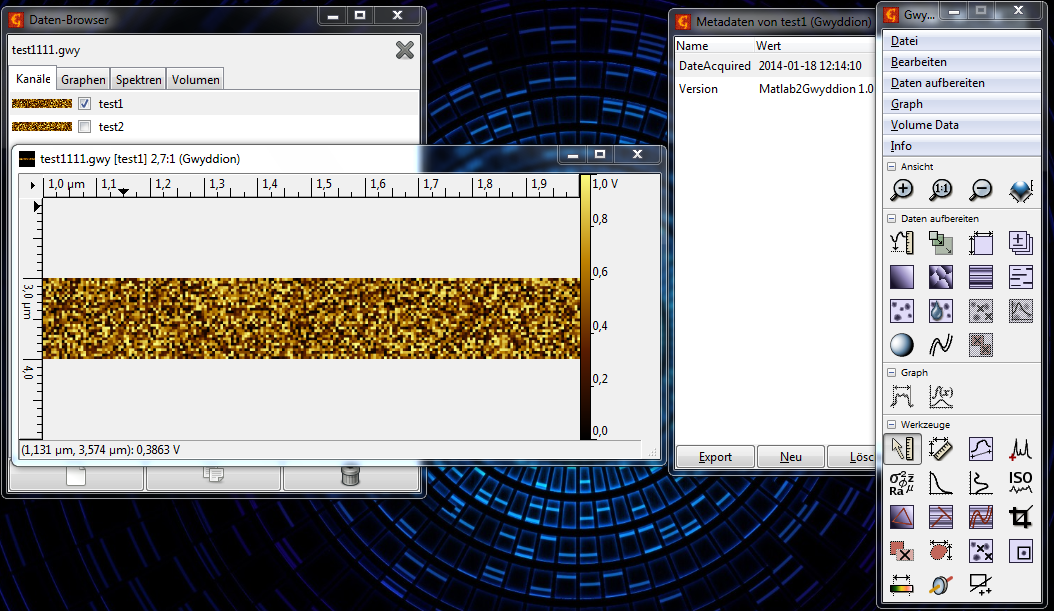 Daten-Browser
test1111.gwy
Kanäle Graphen Spektren Volumen
test1
test2
test1111.gwy [test1] 2,7:1 (Gwyddion)
1,0 µm 1,1 1,2 1,3 1,4 1,5 1,6 1,7 1,8 1,9
3,0 µm
4,0
1,0 V
0,8
0,6
0,4
0,2
0,0
(1,131 µm, 3,574 µm): 0,3863 V
Metadaten von test1 (Gwyddion)
Name Wert
DateAcquired 2014-01-18 12:14:10
Version Matlab2Gwyddion 1.0
Export Neu Lösc
Gwy...
Datei
Bearbeiten
Daten aufbereiten
Graph
Volume Data
Info
Ansicht
1:1
Daten aufbereiten
Graph
f(x)
Werkzeuge
σ²z
φμ
Ra
ISO